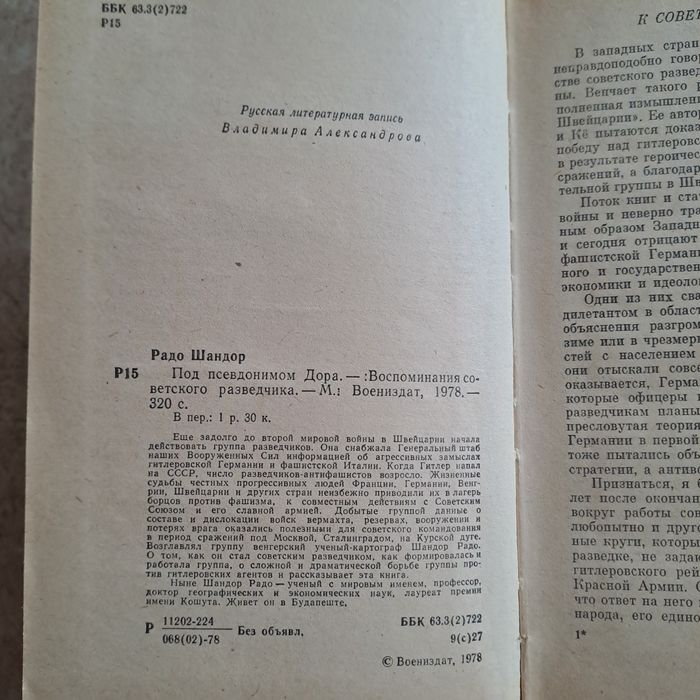 ББК 63.3(2)722
Р15
Русская литературная запись
Владимира Александрова
Радо Шандор
Р15 Под псевдонимом Дора. — :Воспоминания со-
ветского разведчика. — М.: Воениздат, 1978. —
320 с.
В пер.: 1 р. 30 к.
Еще задолго до второй мировой войны в Швейцарии начала
действовать группа разведчиков. Она снабжала Генеральный штаб
наших Вооруженных Сил информацией об агрессивных замыслах
гитлеровской Германии и фашистской Италии. Когда Гитлер напал
на СССР, число разведчиков-антифашистов возросло. Жизненные
судьбы честных прогрессивных людей Франции, Германии, Венг-
рии, Швейцарии и других стран неизбежно приводили их в лагерь
борцов против фашизма, к совместным действиям с Советским
Союзом и его славной армией. Добытые группой данные о
составе и дислокации войск вермахта, резервах, вооружении и
потерях врага оказались полезными для советского командования
в период сражений под Москвой, Сталинградом, на Курской дуге.
Возглавлял группу венгерский ученый-картограф Шандор Радо.
О том, как он стал советским разведчиком, как формировалась и
работала группа, о сложной и драматической борьбе группы про-
тив гитлеровских агентов и рассказывает эта книга.
Ныне Шандор Радо — ученый с мировым именем, профессор,
доктор географических и экономических наук, лауреат премии
имени Кошута. Живет он в Будапеште.
Р 11202-224
068(02)-78 Без объявл.
ББК 63.3(2)722
9(с)27
© Воениздат, 1978
К СОВЕТ
В западных стран
неправдоподобно говор
стве советского развед
ны. Венчает такого р
полненная измышлен
Швейцарии». Ее автор
и Кё пытаются доказ
победу над гитлеровс
в результате героичес
сражений, а благодар
тельной группы в Шв
Поток книг и стат
войны и неверно тра
ным образом Запад
и сегодня отрицают
фашистской Германи
ного и государствен
экономики и идеолог
Одни из них сва
дилетантом в област
объяснения разгром
зиме или в чрезмерн
стей с населением
они отыскали совсе
оказывается, Герма
которые офицеры в
разведчикам планы
пресловутая теория
Германии в первой
тоже пытались объ
стратегии, а антив
Признаться, я б
лет после окончан
вокруг работы сов
любопытно и друго
ные круги, которы
разведке, не задаю
гитлеровского рей
Красной Армии. С
что ответ на него
народа, его едино
1*